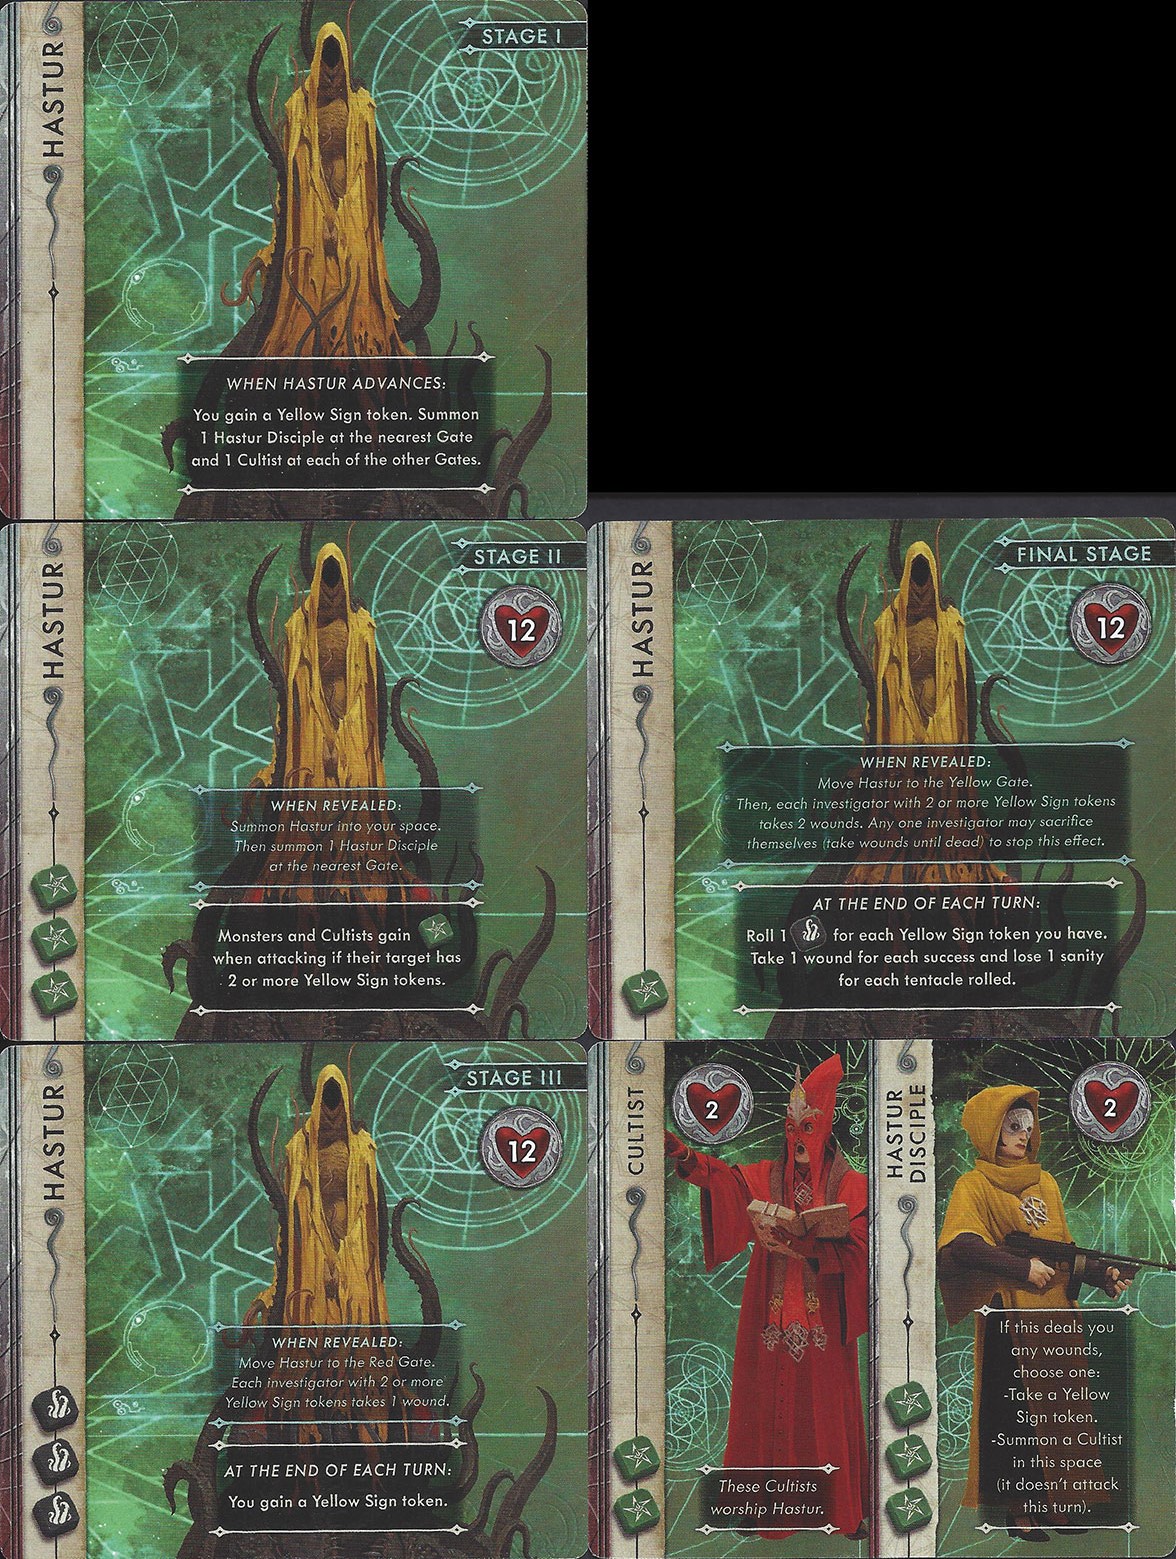 HASTUR
STAGE I
WHEN HASTUR ADVANCES:
You gain a Yellow Sign token. Summon
1 Hastur Disciple at the nearest Gate
and 1 Cultist at each of the other Gates.
HASTUR
STAGE II
12
WHEN REVEALED:
Summon Hastur into your space.
Then summon 1 Hastur Disciple
at the nearest Gate.
Monsters and Cultists gain
when attacking if their target has
2 or more Yellow Sign tokens.
HASTUR
FINAL STAGE
12
WHEN REVEALED:
Move Hastur to the Yellow Gate.
Then, each investigator with 2 or more Yellow Sign tokens
takes 2 wounds. Any one investigator may sacrifice
themselves (take wounds until dead) to stop this effect.
AT THE END OF EACH TURN:
Roll 1 for each Yellow Sign token you have.
Take 1 wound for each success and lose 1 sanity
for each tentacle rolled.
HASTUR
STAGE III
12
WHEN REVEALED:
Move Hastur to the Red Gate.
Each investigator with 2 or more
Yellow Sign tokens takes 1 wound.
AT THE END OF EACH TURN:
You gain a Yellow Sign token.
CULTIST
2
These Cultists
worship Hastur.
HASTUR
DISCIPLE
2
If this deals you
any wounds,
choose one:
-Take a Yellow
Sign token.
-Summon a Cultist
in this space
(it doesn't attack
this turn).